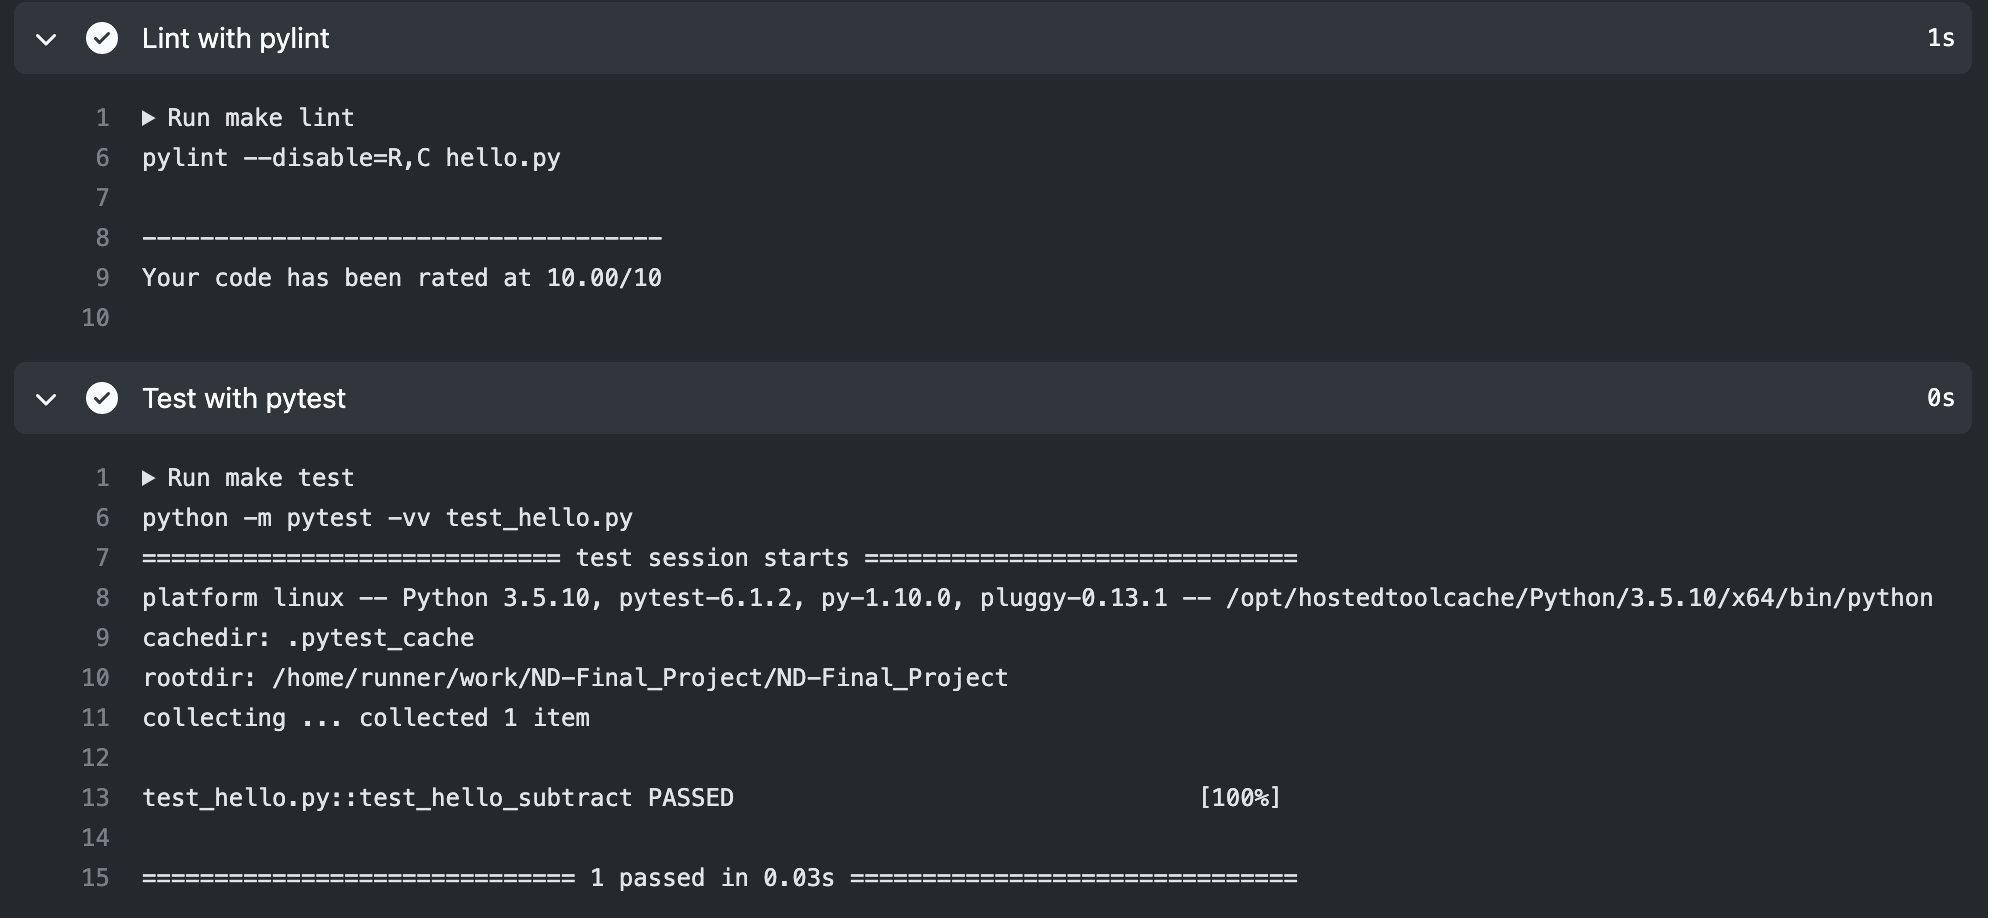 Lint with pylint 1s
1 Run make lint
6 pylint --disable=R,C hello.py
7
8 ------------------------------------
9 Your code has been rated at 10.00/10
10
Test with pytest 0s
1 Run make test
6 python -m pytest -vv test_hello.py
7 ============================= test session starts ==============================
8 platform linux -- Python 3.5.10, pytest-6.1.2, py-1.10.0, pluggy-0.13.1 -- /opt/hostedtoolcache/Python/3.5.10/x64/bin/python
9 cachedir: .pytest_cache
10 rootdir: /home/runner/work/ND-Final_Project/ND-Final_Project
11 collecting ... collected 1 item
12
13 test_hello.py::test_hello_subtract PASSED [100%]
14
15 ============================== 1 passed in 0.03s ===============================